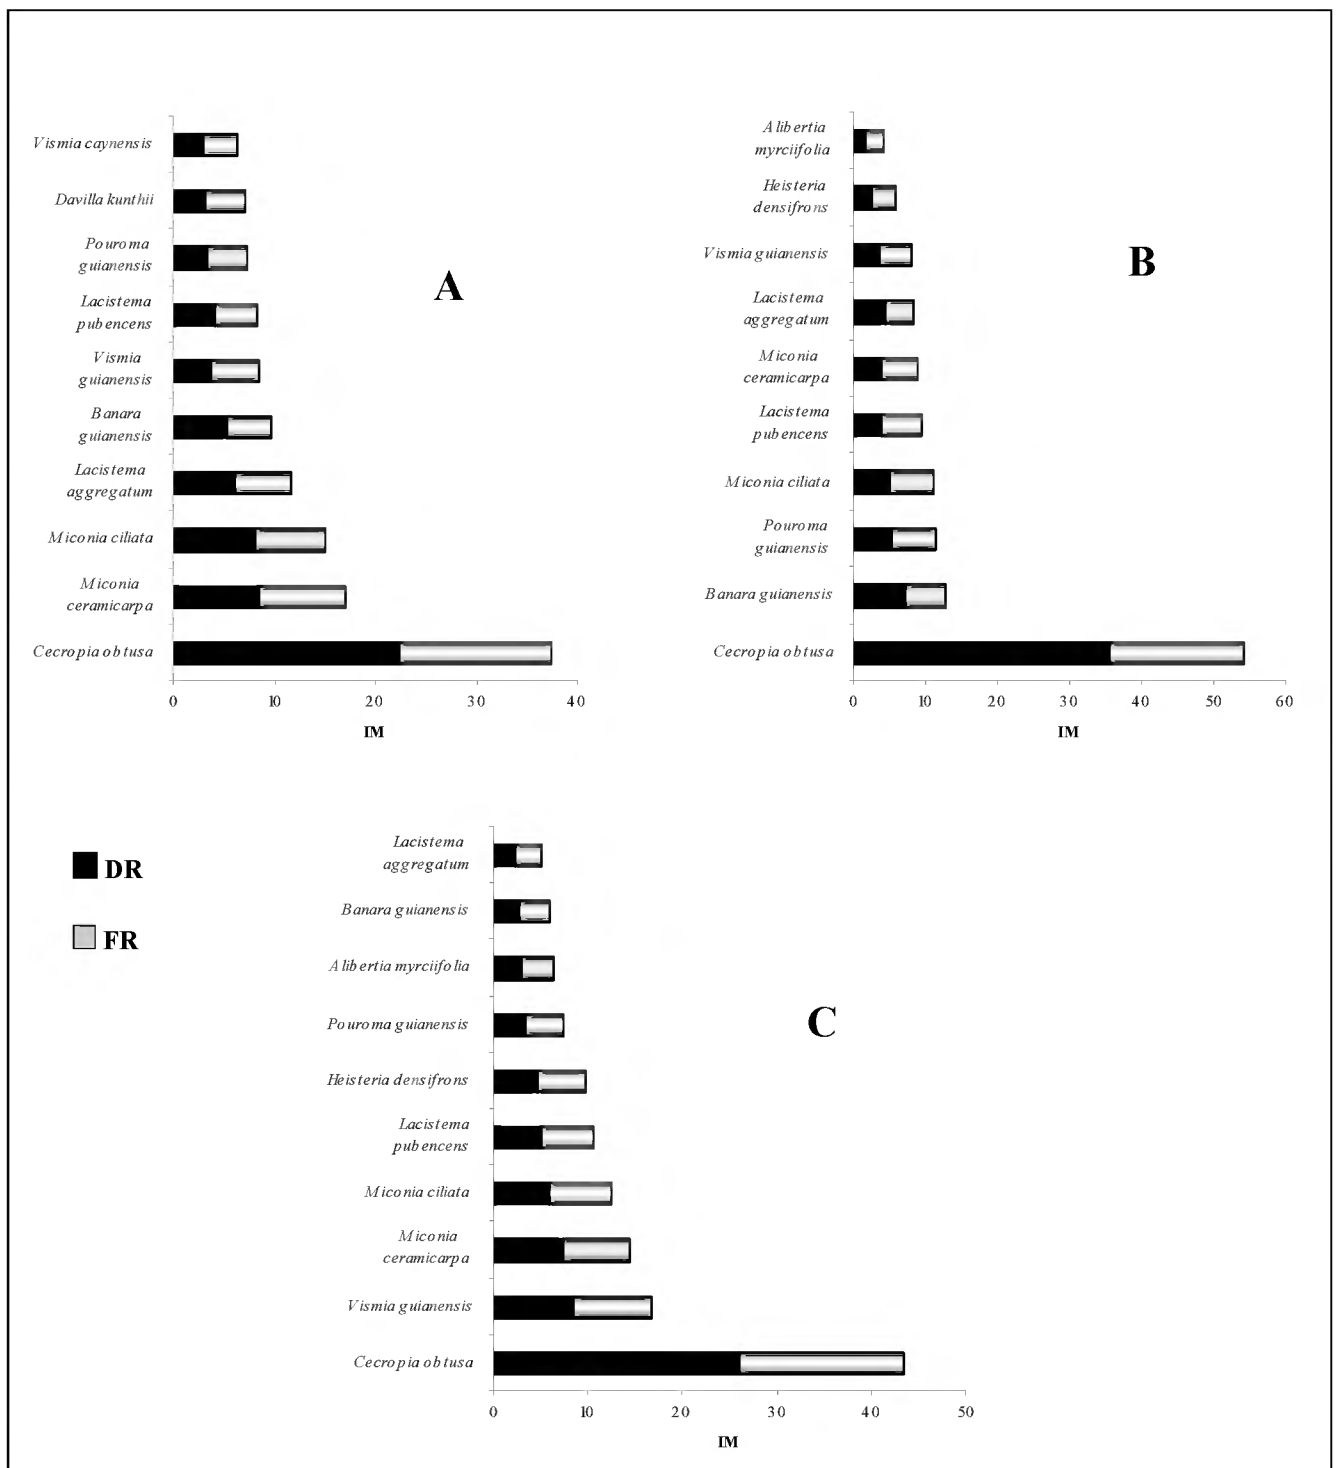 Vismia caynensis
Davilla kunthii
Pouroma
guianensis
Lacistema
pubencens
Vismia
guianensis
Banara
guianensis
Lacistema
aggregatum
Miconia ciliata
Miconia
ceramicarpa
Cecropia obtusa
0 10 20 30 40
IM
A
Alibertia
myrciifolia
Heisteria
densifrons
Vismia guianensis
Lacistema
aggregatum
Miconia
ceramicarpa
Lacistema
pubencens
Miconia ciliata
Pouroma
guianensis
Banara guianensis
Cecropia obtusa
0 10 20 30 40 50 60
IM
B
DR
FR
Lacistema
aggregatum
Banara guianensis
Alibertia myrciifolia
Pouroma guianensis
Heisteria densifrons
Lacistema
pubencens
Miconia ciliata
Miconia
ceramicarpa
Vismia guianensis
Cecropia obtusa
0 10 20 30 40 50
IM
C